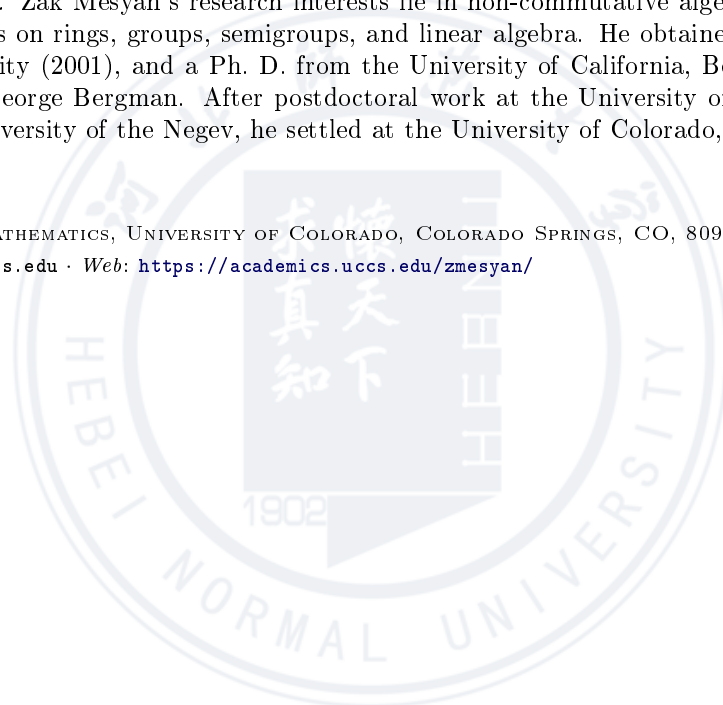 . Zak Mesyan's research interests lie in non-commutative alge
s on rings, groups, semigroups, and linear algebra. He obtaine
ity (2001), and a Ph. D. from the University of California, Be
eorge Bergman. After postdoctoral work at the University o
versity of the Negev, he settled at the University of Colorado,
ATHEMATICS, UNIVERSITY OF COLORADO, COLORADO SPRINGS, CO, 809
s.edu · Web: https://academics.uccs.edu/zmesyan/
懷天下
求真知
HEBNU
1902
HEBEI NORMAL UNIVERSITY